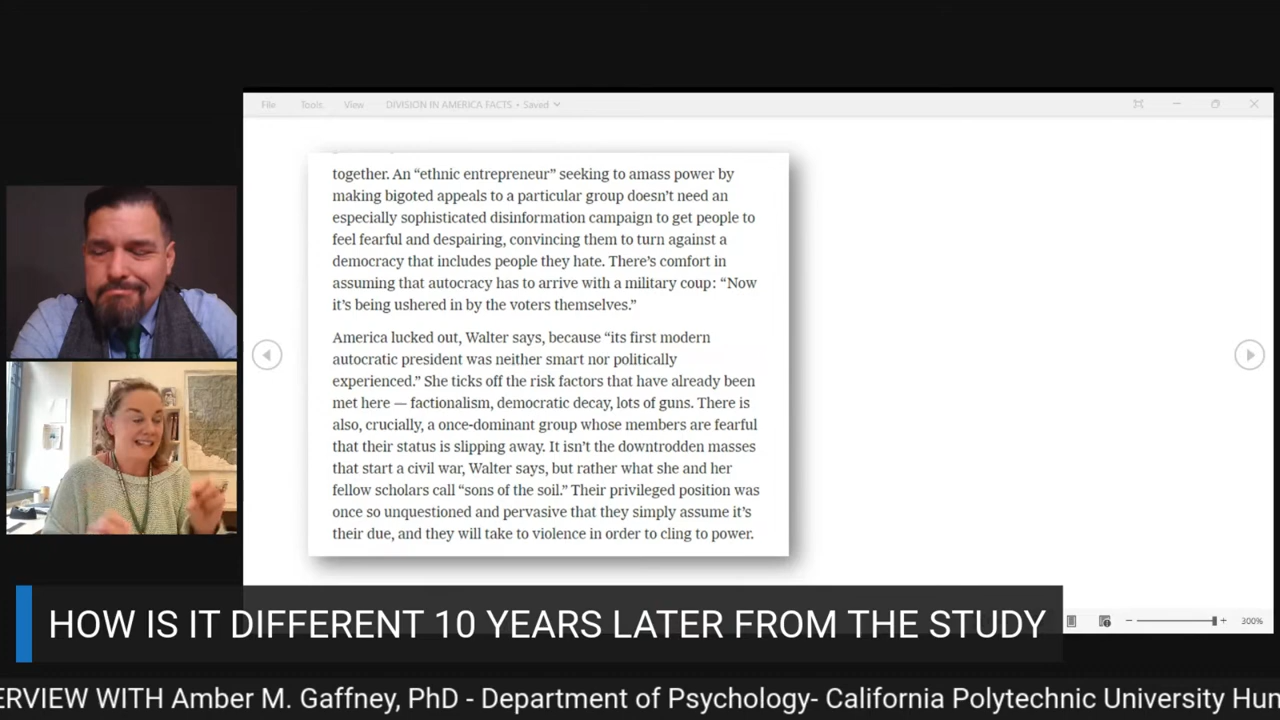 File Tools View DIVISION IN AMERICA FACTS • Saved
together. An “ethnic entrepreneur” seeking to amass power by
making bigoted appeals to a particular group doesn’t need an
especially sophisticated disinformation campaign to get people to
feel fearful and despairing, convincing them to turn against a
democracy that includes people they hate. There’s comfort in
assuming that autocracy has to arrive with a military coup: “Now
it’s being ushered in by the voters themselves.”
America lucked out, Walter says, because “its first modern
autocratic president was neither smart nor politically
experienced.” She ticks off the risk factors that have already been
met here — factionalism, democratic decay, lots of guns. There is
also, crucially, a once-dominant group whose members are fearful
that their status is slipping away. It isn’t the downtrodden masses
that start a civil war, Walter says, but rather what she and her
fellow scholars call “sons of the soil.” Their privileged position was
once so unquestioned and pervasive that they simply assume it’s
their due, and they will take to violence in order to cling to power.
300%
HOW IS IT DIFFERENT 10 YEARS LATER FROM THE STUDY
ERVIEW WITH Amber M. Gaffney, PhD - Department of Psychology- California Polytechnic University Hun